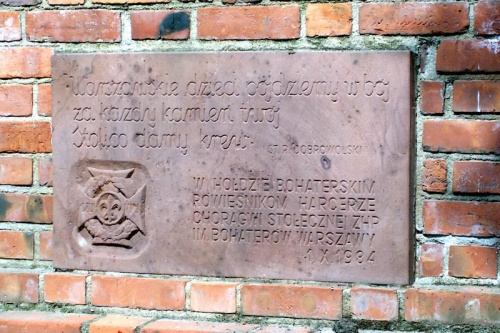 Warszawskie dzieci pójdziemy w bój
za każdy kamień twój
Stolico damy krew
ST. R. DOBROWOLSKI
W HOŁDZIE BOHATERSKIM
RÓWIEŚNIKOM HARCERZE
CHORĄGWI STOŁECZNEJ ZHP
IM. BOHATERÓW WARSZAWY
1. X 1984